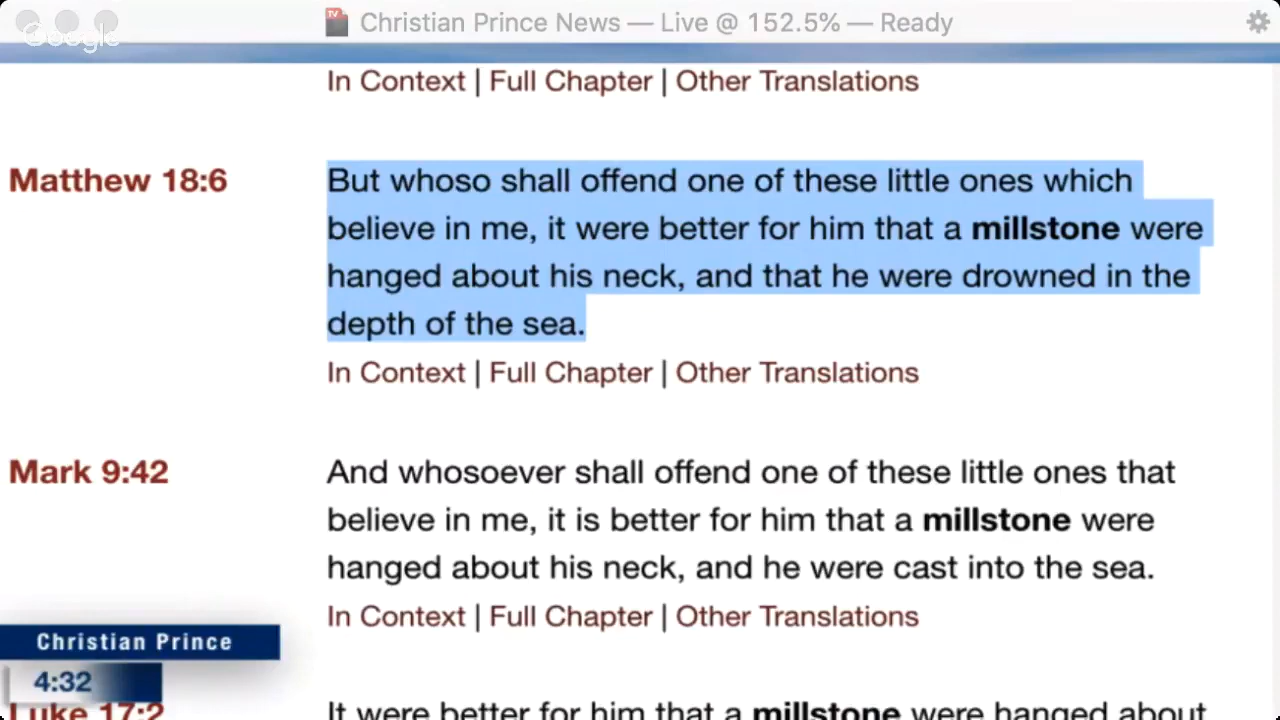 Christian Prince News — Live @ 152.5% — Ready
Google
In Context | Full Chapter | Other Translations
Matthew 18:6
But whoso shall offend one of these little ones which
believe in me, it were better for him that a millstone were
hanged about his neck, and that he were drowned in the
depth of the sea.
In Context | Full Chapter | Other Translations
Mark 9:42
And whosoever shall offend one of these little ones that
believe in me, it is better for him that a millstone were
hanged about his neck, and he were cast into the sea.
In Context | Full Chapter | Other Translations
Christian Prince
4:32
Luke 17:2
It were better for him that a millstone were hanged about